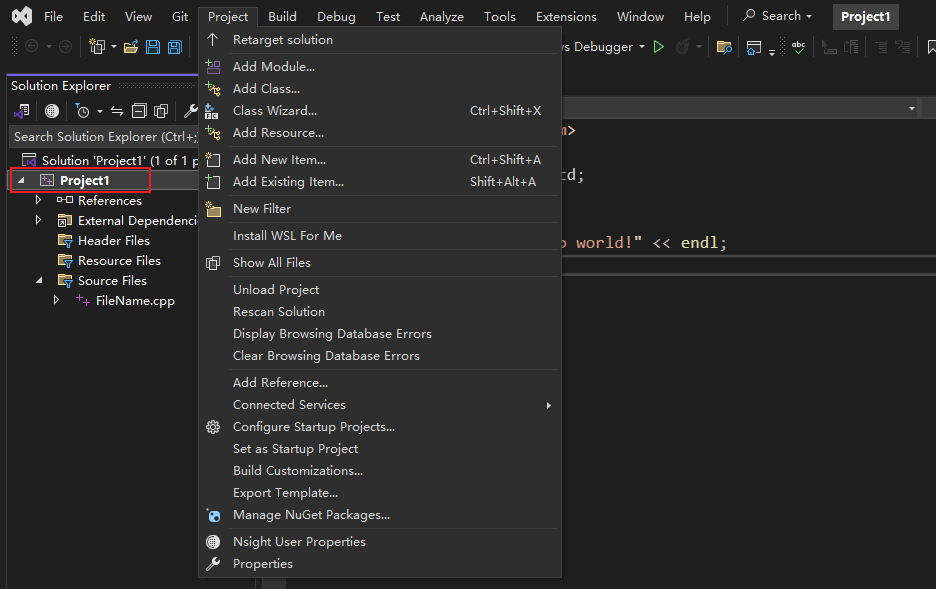 File Edit View Git Project Build Debug Test Analyze Tools Extensions Window Help Search Project1
Debugger
Retarget solution
Add Module...
Add Class...
Class Wizard... Ctrl+Shift+X
Add Resource...
Add New Item... Ctrl+Shift+A
Add Existing Item... Shift+Alt+A
New Filter
Install WSL For Me
Show All Files
Unload Project
Rescan Solution
Display Browsing Database Errors
Clear Browsing Database Errors
Add Reference...
Connected Services
Configure Startup Projects...
Set as Startup Project
Build Customizations...
Export Template...
Manage NuGet Packages...
Nsight User Properties
Properties
Solution Explorer
Search Solution Explorer (Ctrl+;
Solution 'Project1' (1 of 1 p
Project1
References
External Dependenci
Header Files
Resource Files
Source Files
FileName.cpp
>
d;
world!" << endl;